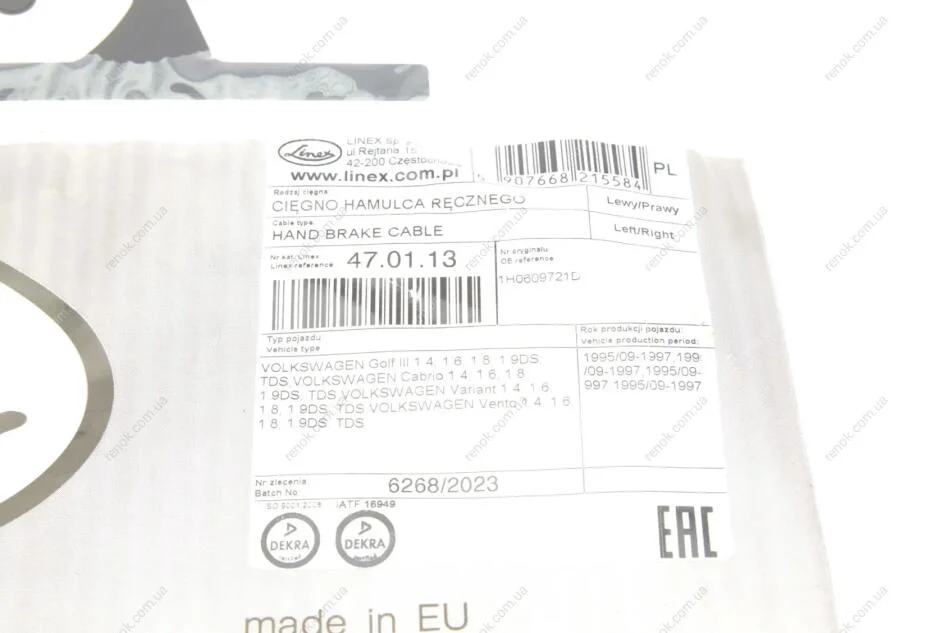 Linex
LINEX Sp.
ul Rejtana 15
42-200 Częstoch
www.linex.com.pl
5 907668 215584
PL
Rodzaj cięgna
CIĘGNO HAMULCA RĘCZNEGO
Lewy/Prawy
Cable type
HAND BRAKE CABLE
Left/Right
Nr kat. Linex
Linex reference
47.01.13
Nr oryginału
OE reference
1H0609721D
Typ pojazdu
Vehicle type
Rok produkcji pojazdu:
Vehicle production period:
VOLKSWAGEN Golf III 1.4, 1.6, 1.8, 1.9DS,
TDS,VOLKSWAGEN Cabrio 1.4, 1.6, 1.8,
1.9DS, TDS,VOLKSWAGEN Variant 1.4, 1.6,
1.8, 1.9DS, TDS,VOLKSWAGEN Vento 1.4, 1.6,
1.8, 1.9DS, TDS
1995/09-1997,199
/09-1997,1995/09-
997,1995/09-1997
Nr zlecenia
Batch No:
6268/2023
ISO 9001:2008
IATF 16949
DEKRA
DEKRA
EAC
made in EU
renok.com.ua